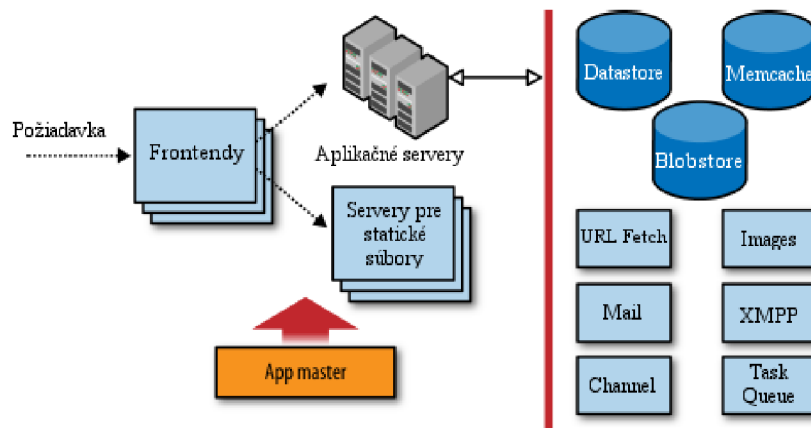 Požiadavka
Frontendy
Aplikačné servery
Servery pre
statické
súbory
App master
Datastore
Memcache
Blobstore
URL Fetch
Images
Mail
XMPP
Channel
Task
Queue